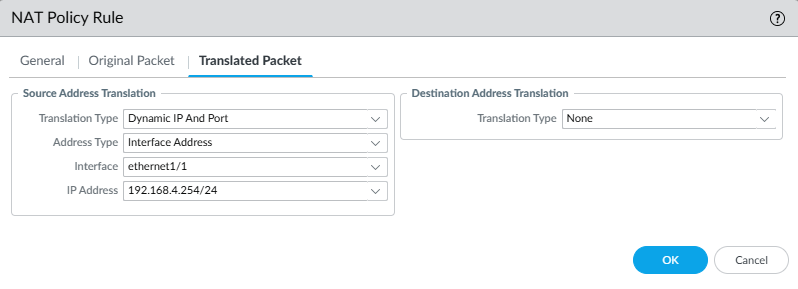 NAT Policy Rule
?
General Original Packet Translated Packet
Source Address Translation
Translation Type Dynamic IP And Port
Address Type Interface Address
Interface ethernet1/1
IP Address 192.168.4.254/24
Destination Address Translation
Translation Type None
OK Cancel